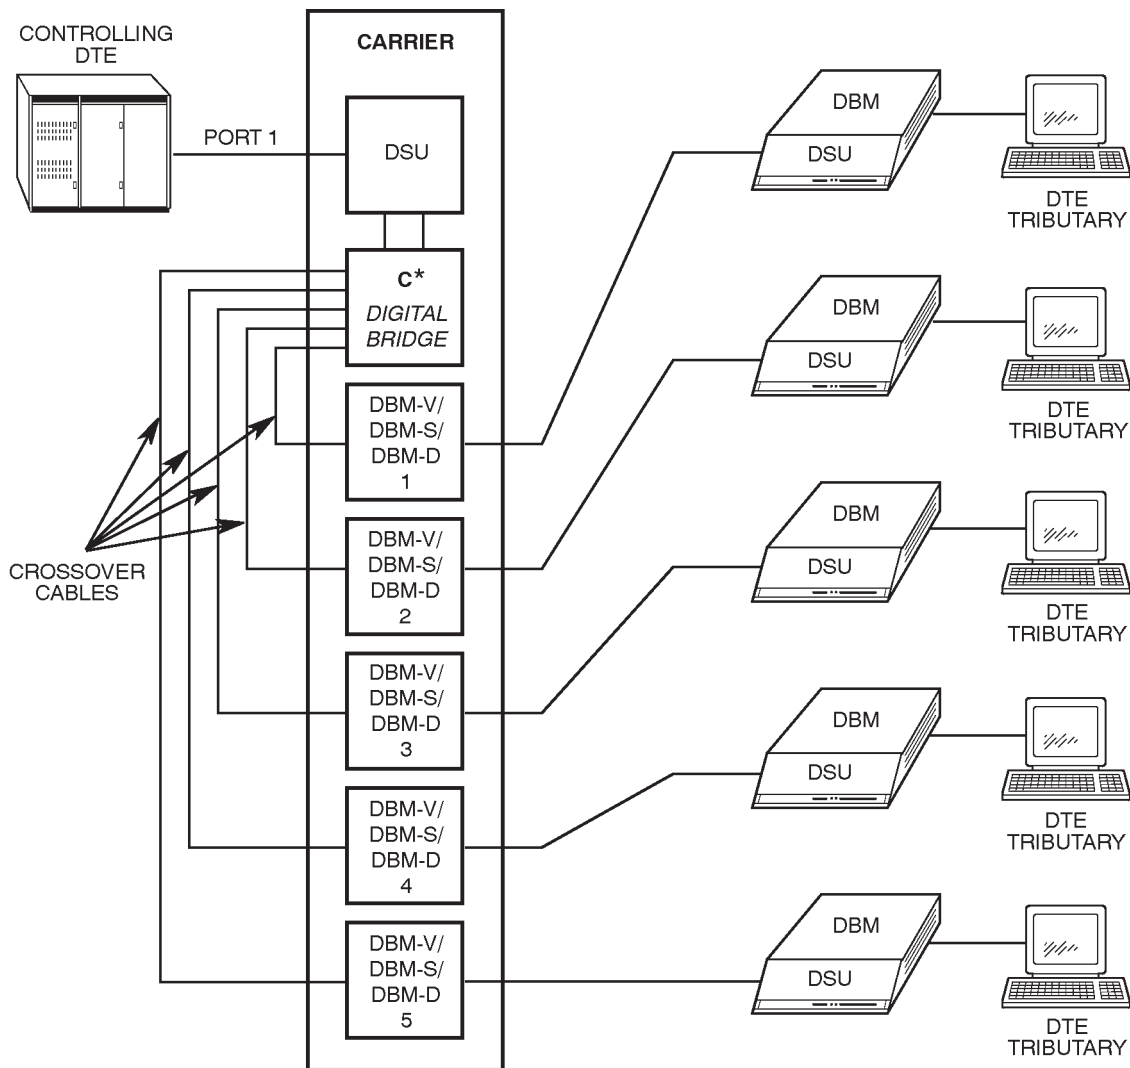 CONTROLLING
DTE
CARRIER
PORT 1
DSU
C*
DIGITAL
BRIDGE
DBM-V/
DBM-S/
DBM-D
1
DBM-V/
DBM-S/
DBM-D
2
DBM-V/
DBM-S/
DBM-D
3
DBM-V/
DBM-S/
DBM-D
4
DBM-V/
DBM-S/
DBM-D
5
CROSSOVER
CABLES
DBM
DSU
DTE
TRIBUTARY
DBM
DSU
DTE
TRIBUTARY
DBM
DSU
DTE
TRIBUTARY
DBM
DSU
DTE
TRIBUTARY
DBM
DSU
DTE
TRIBUTARY